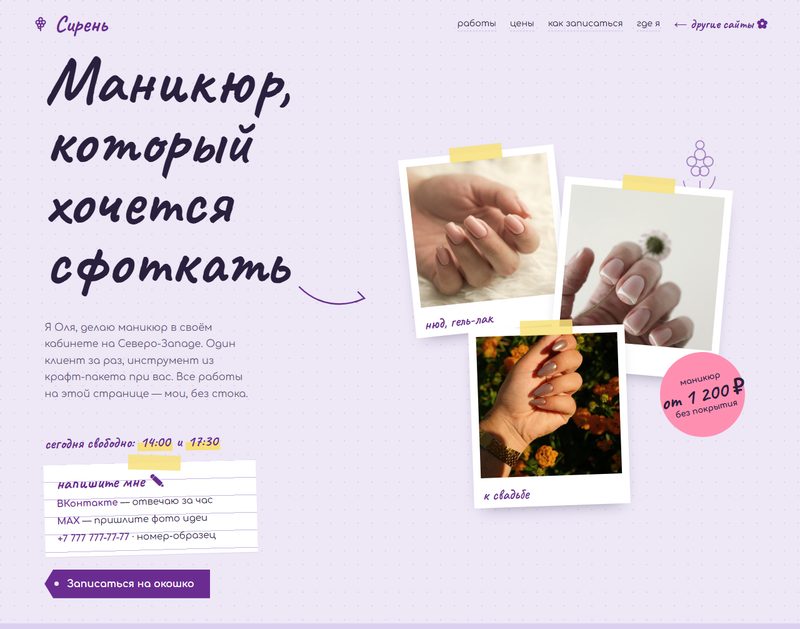 Сирень
работы цены как записаться где я ← другие сайты
Маникюр,
который
хочется
сфоткать
Я Оля, делаю маникюр в своём
кабинете на Северо-Западе. Один
клиент за раз, инструмент из
крафт-пакета при вас. Все работы
на этой странице — мои, без стока.
сегодня свободно: 14:00 и 17:30
напишите мне
ВКонтакте — отвечаю за час
MAX — пришлите фото идеи
+7 777 777-77-77 · номер-образец
Записаться на окошко
нюд, гель-лак
к свадьбе
маникюр
от 1 200 ₽
без покрытия